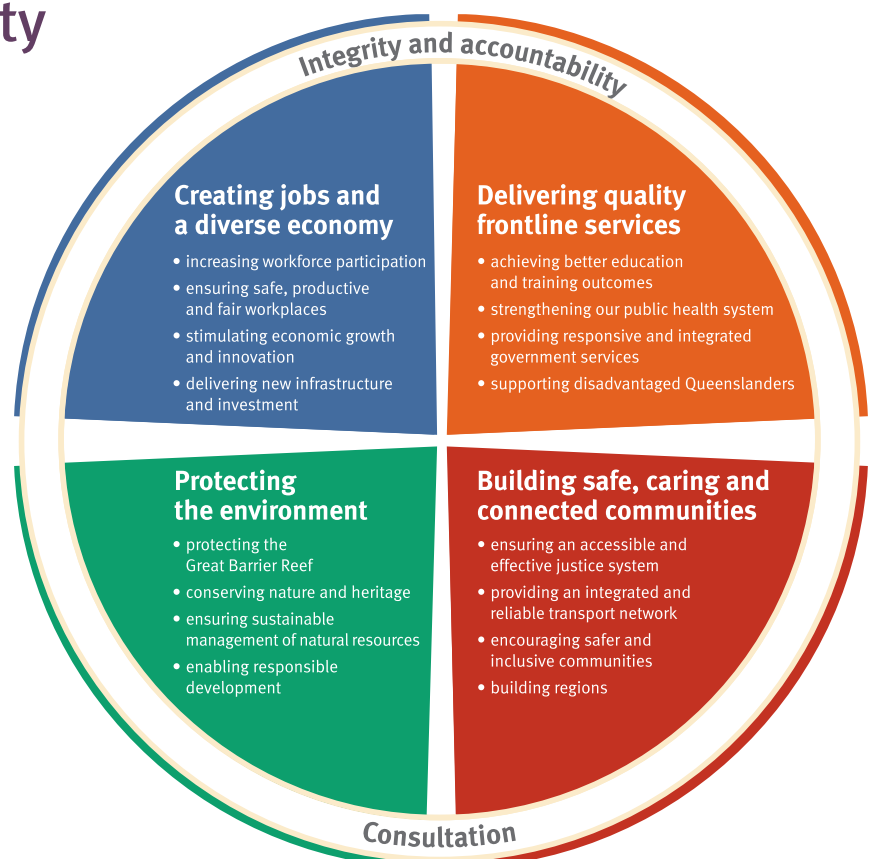 ty
Integrity and accountability
Creating jobs and
a diverse economy
• increasing workforce participation
• ensuring safe, productive
and fair workplaces
• stimulating economic growth
and innovation
• delivering new infrastructure
and investment
Delivering quality
frontline services
• achieving better education
and training outcomes
• strengthening our public health system
• providing responsive and integrated
government services
• supporting disadvantaged Queenslanders
Protecting
the environment
• protecting the
Great Barrier Reef
• conserving nature and heritage
• ensuring sustainable
management of natural resources
• enabling responsible
development
Building safe, caring and
connected communities
• ensuring an accessible and
effective justice system
• providing an integrated and
reliable transport network
• encouraging safer and
inclusive communities
• building regions
Consultation